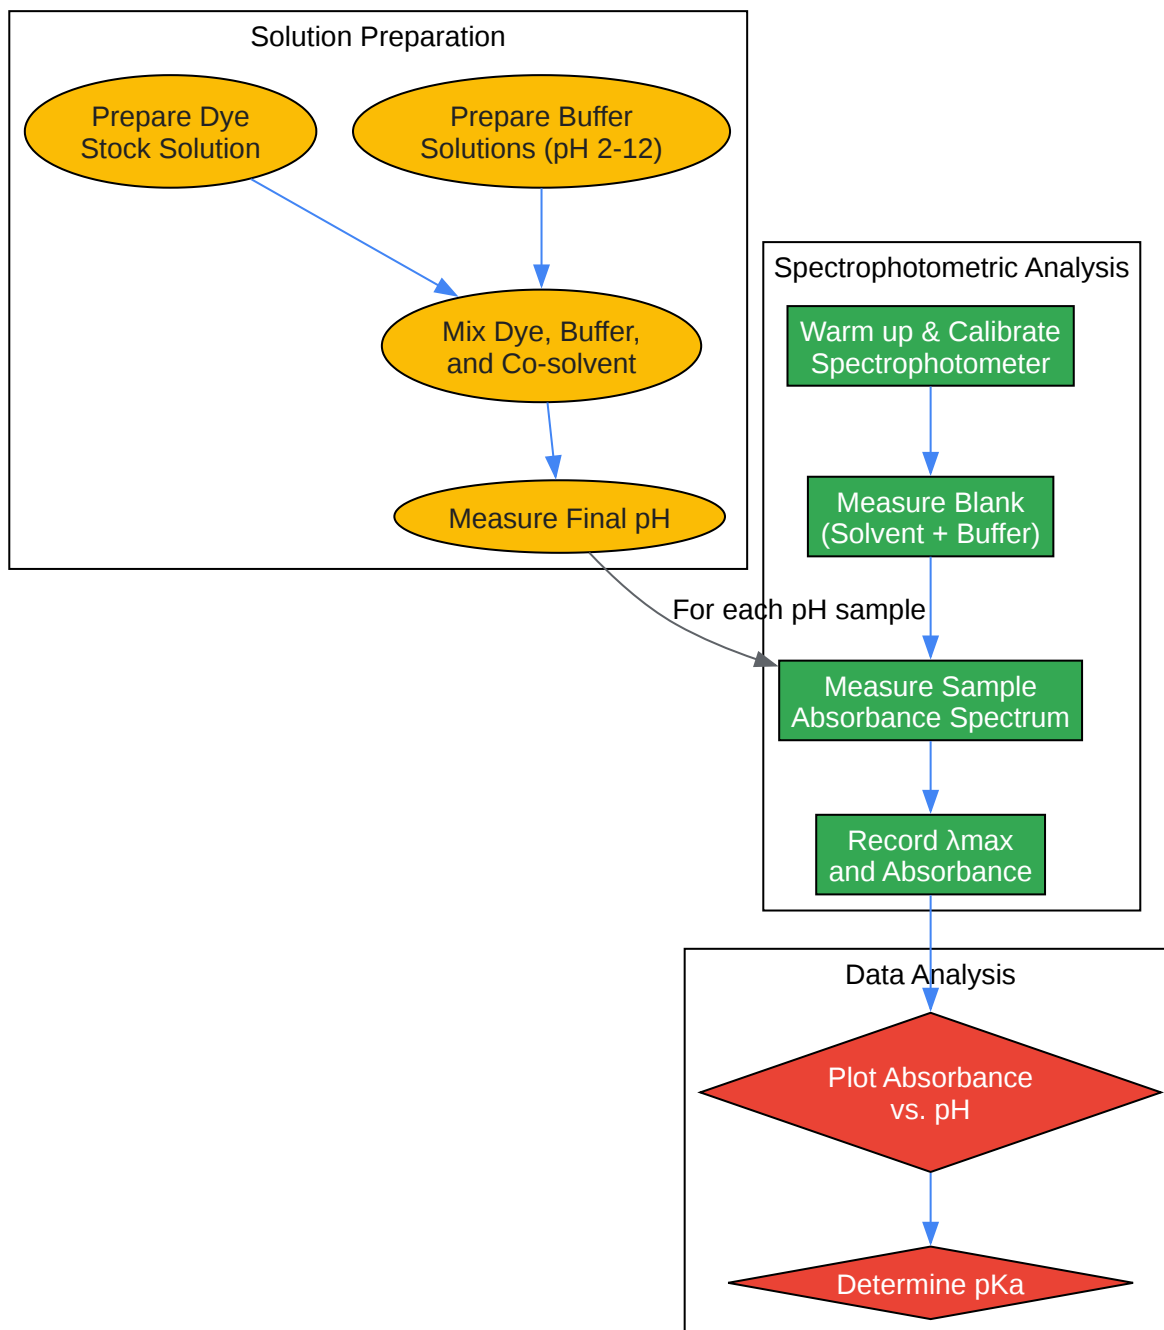 Solution Preparation
Prepare Dye
Stock Solution
Prepare Buffer
Solutions (pH 2-12)
Mix Dye, Buffer,
and Co-solvent
Measure Final pH
For each pH sample
Spectrophotometric Analysis
Warm up & Calibrate
Spectrophotometer
Measure Blank
(Solvent + Buffer)
Measure Sample
Absorbance Spectrum
Record λmax
and Absorbance
Data Analysis
Plot Absorbance
vs. pH
Determine pKa